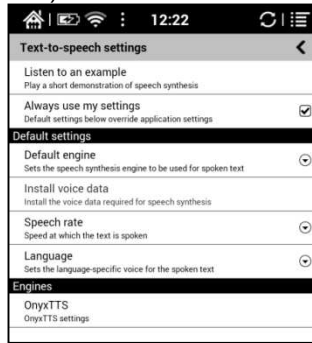 12:22
Text-to-speech settings
Listen to an example
Play a short demonstration of speech synthesis
Always use my settings
Default settings below override application settings
Default settings
Default engine
Sets the speech synthesis engine to be used for spoken text
Install voice data
Install the voice data required for speech synthesis
Speech rate
Speed at which the text is spoken
Language
Sets the language-specific voice for the spoken text
Engines
OnyxTTS
OnyxTTS settings